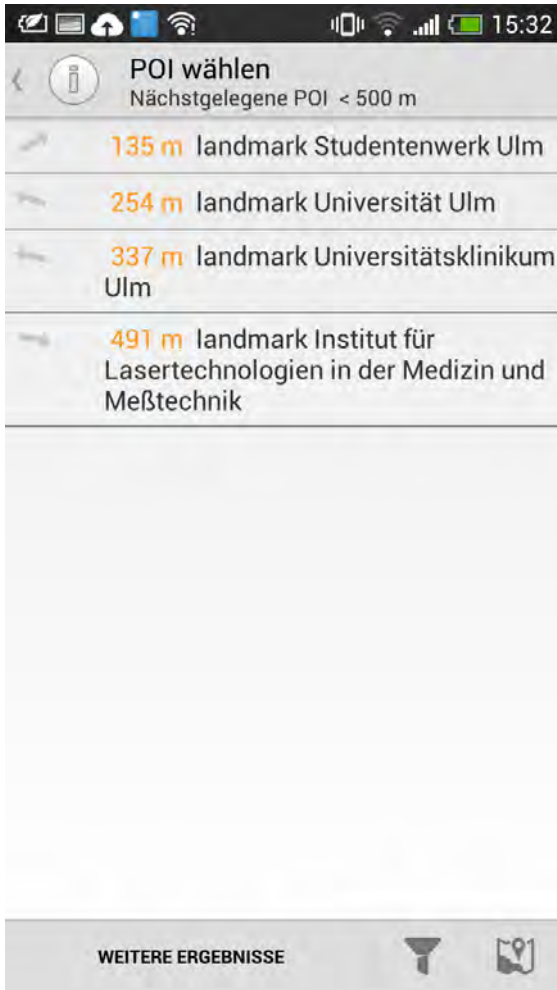 15:32
POI wählen
Nächstgelegene POI < 500 m
135 m landmark Studentenwerk Ulm
254 m landmark Universität Ulm
337 m landmark Universitätsklinikum
Ulm
491 m landmark Institut für
Lasertechnologien in der Medizin und
Meßtechnik
WEITERE ERGEBNISSE